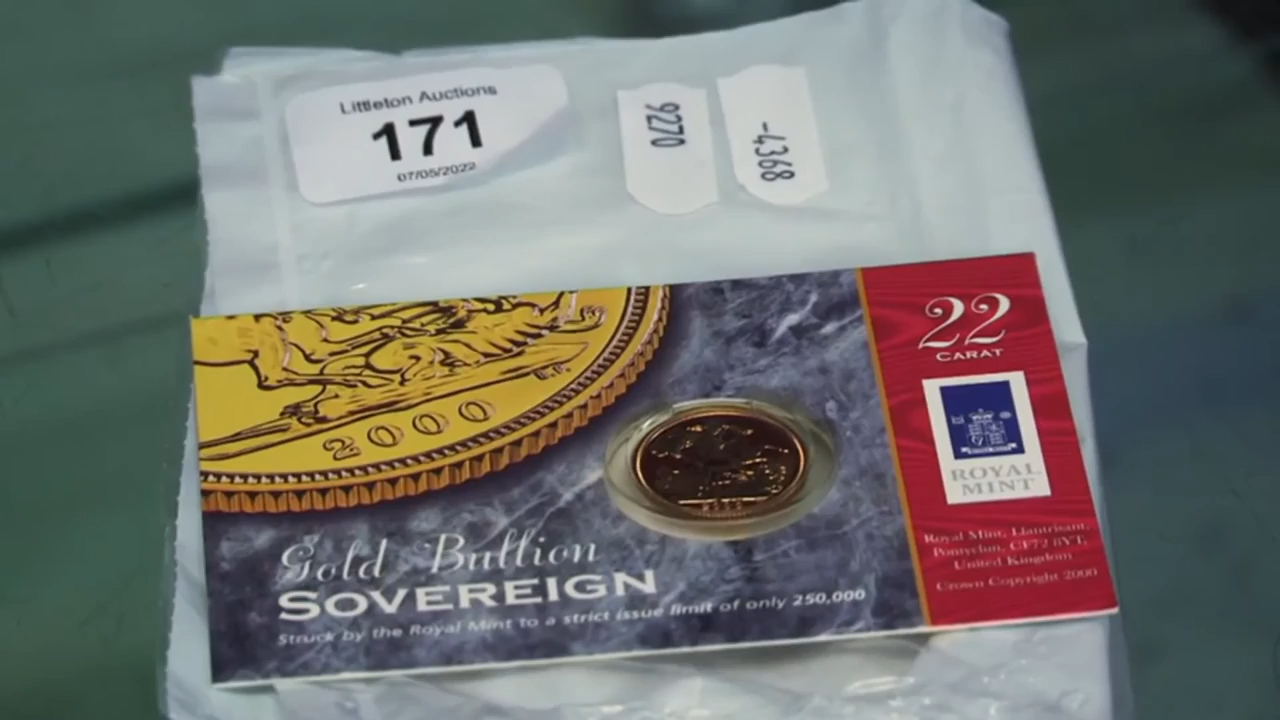 Littleton Auctions
171
07/05/2022
9270
-4368
22
CARAT
2000
ROYAL
MINT
Gold Bullion
SOVEREIGN
Struck by the Royal Mint to a strict issue limit of only 250,000
Royal Mint, Llantrisant,
Pontyclun, CF72 8YT,
United Kingdom
Crown Copyright 2000